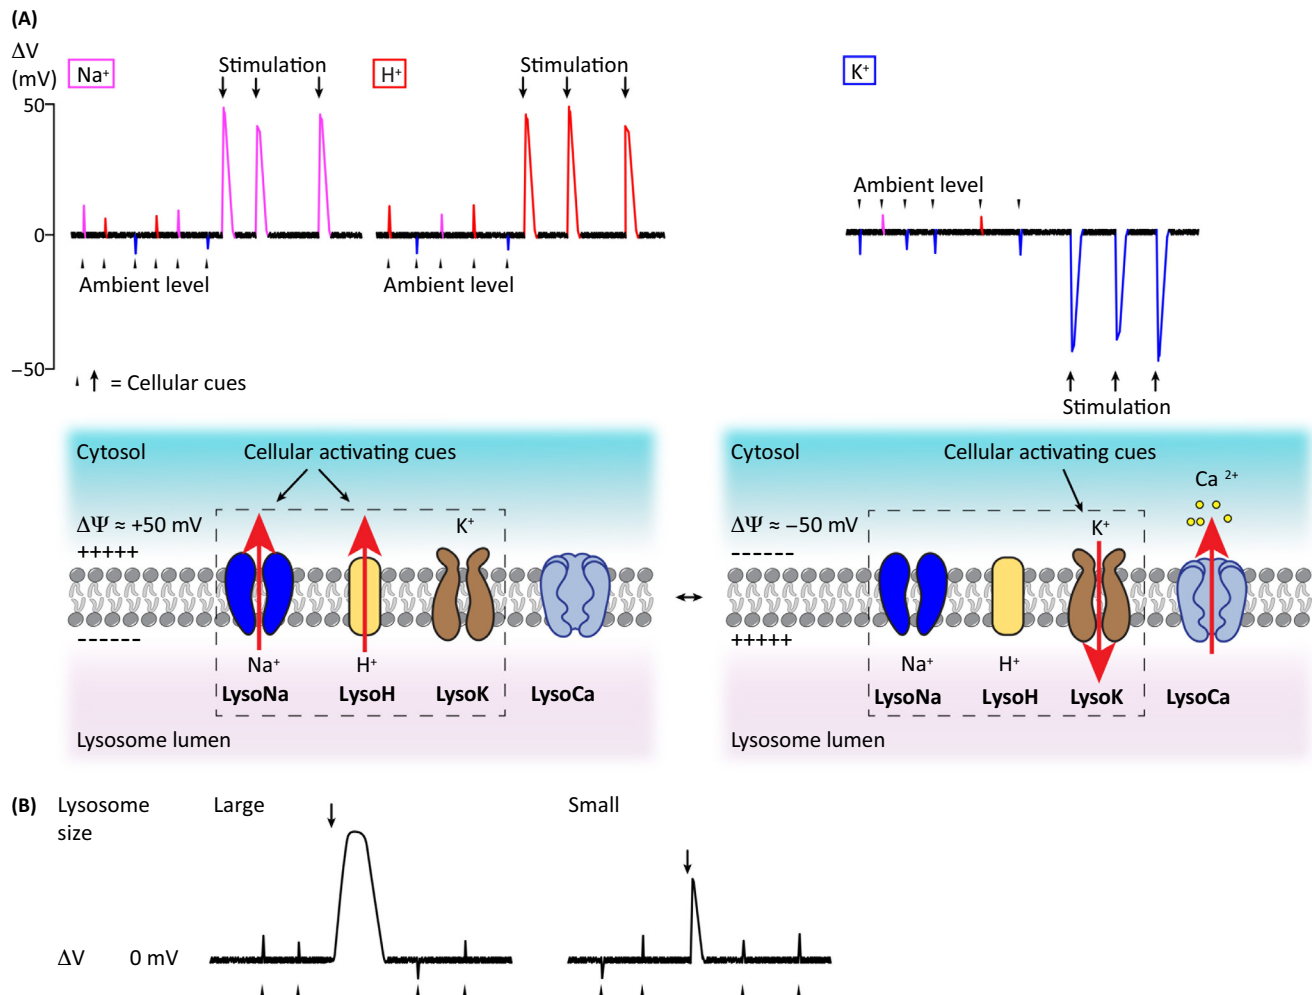 (A)
ΔV
(mV)
Na⁺
Stimulation
H⁺
Stimulation
K⁺
50
0
−50
Ambient level
Ambient level
Ambient level
Stimulation
= Cellular cues
Cytosol
Cellular activating cues
ΔΨ ≈ +50 mV
+++++
------
K⁺
Na⁺
H⁺
LysoNa
LysoH
LysoK
LysoCa
Lysosome lumen
Cytosol
Cellular activating cues
Ca ²⁺
ΔΨ ≈ −50 mV
------
+++++
K⁺
Na⁺
H⁺
LysoNa
LysoH
LysoK
LysoCa
Lysosome lumen
(B)
Lysosome
size
Large
Small
ΔV
0 mV